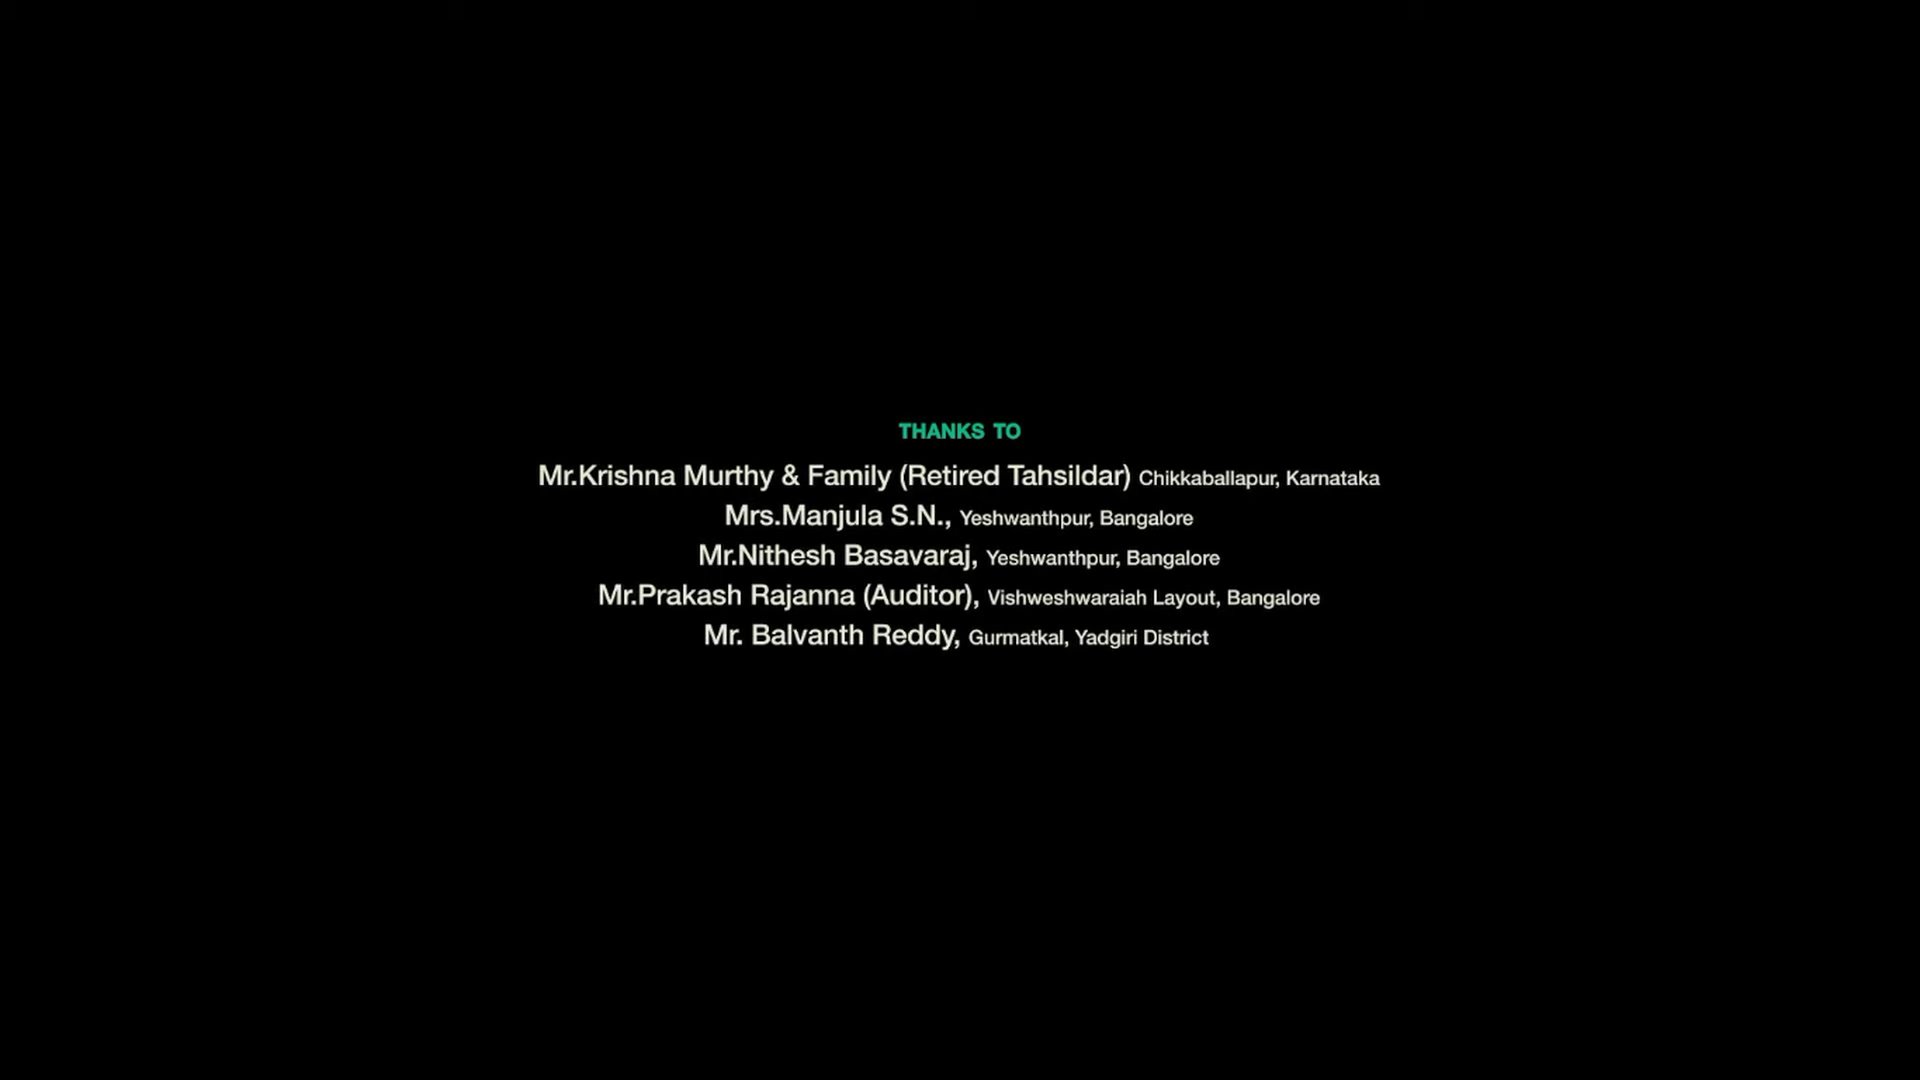 THANKS TO
Mr.Krishna Murthy & Family (Retired Tahsildar) Chikkaballapur, Karnataka
Mrs.Manjula S.N., Yeshwanthpur, Bangalore
Mr.Nithesh Basavaraj, Yeshwanthpur, Bangalore
Mr.Prakash Rajanna (Auditor), Vishweshwaraiah Layout, Bangalore
Mr. Balvanth Reddy, Gurmatkal, Yadgiri District